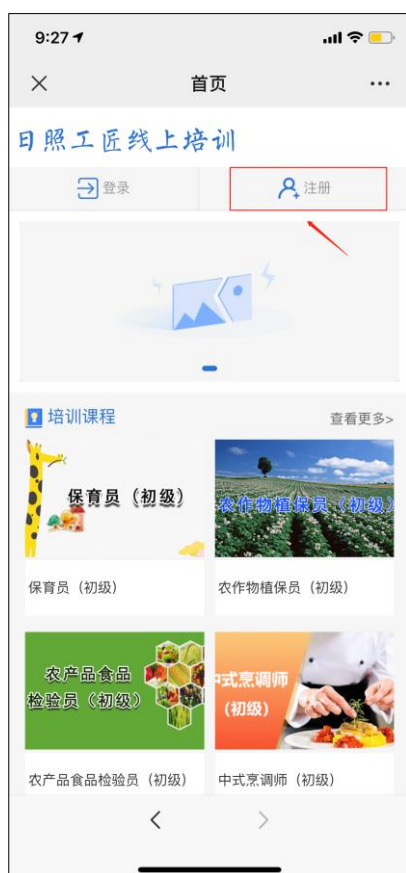 9:27
首页
日照工匠线上培训
登录
注册
培训课程
查看更多>
保育员（初级）
农作物植保员（初级）
保育员（初级）
农作物植保员（初级）
农产品食品
检验员（初级）
中式烹调师
（初级）
农产品食品检验员（初级）
中式烹调师（初级）